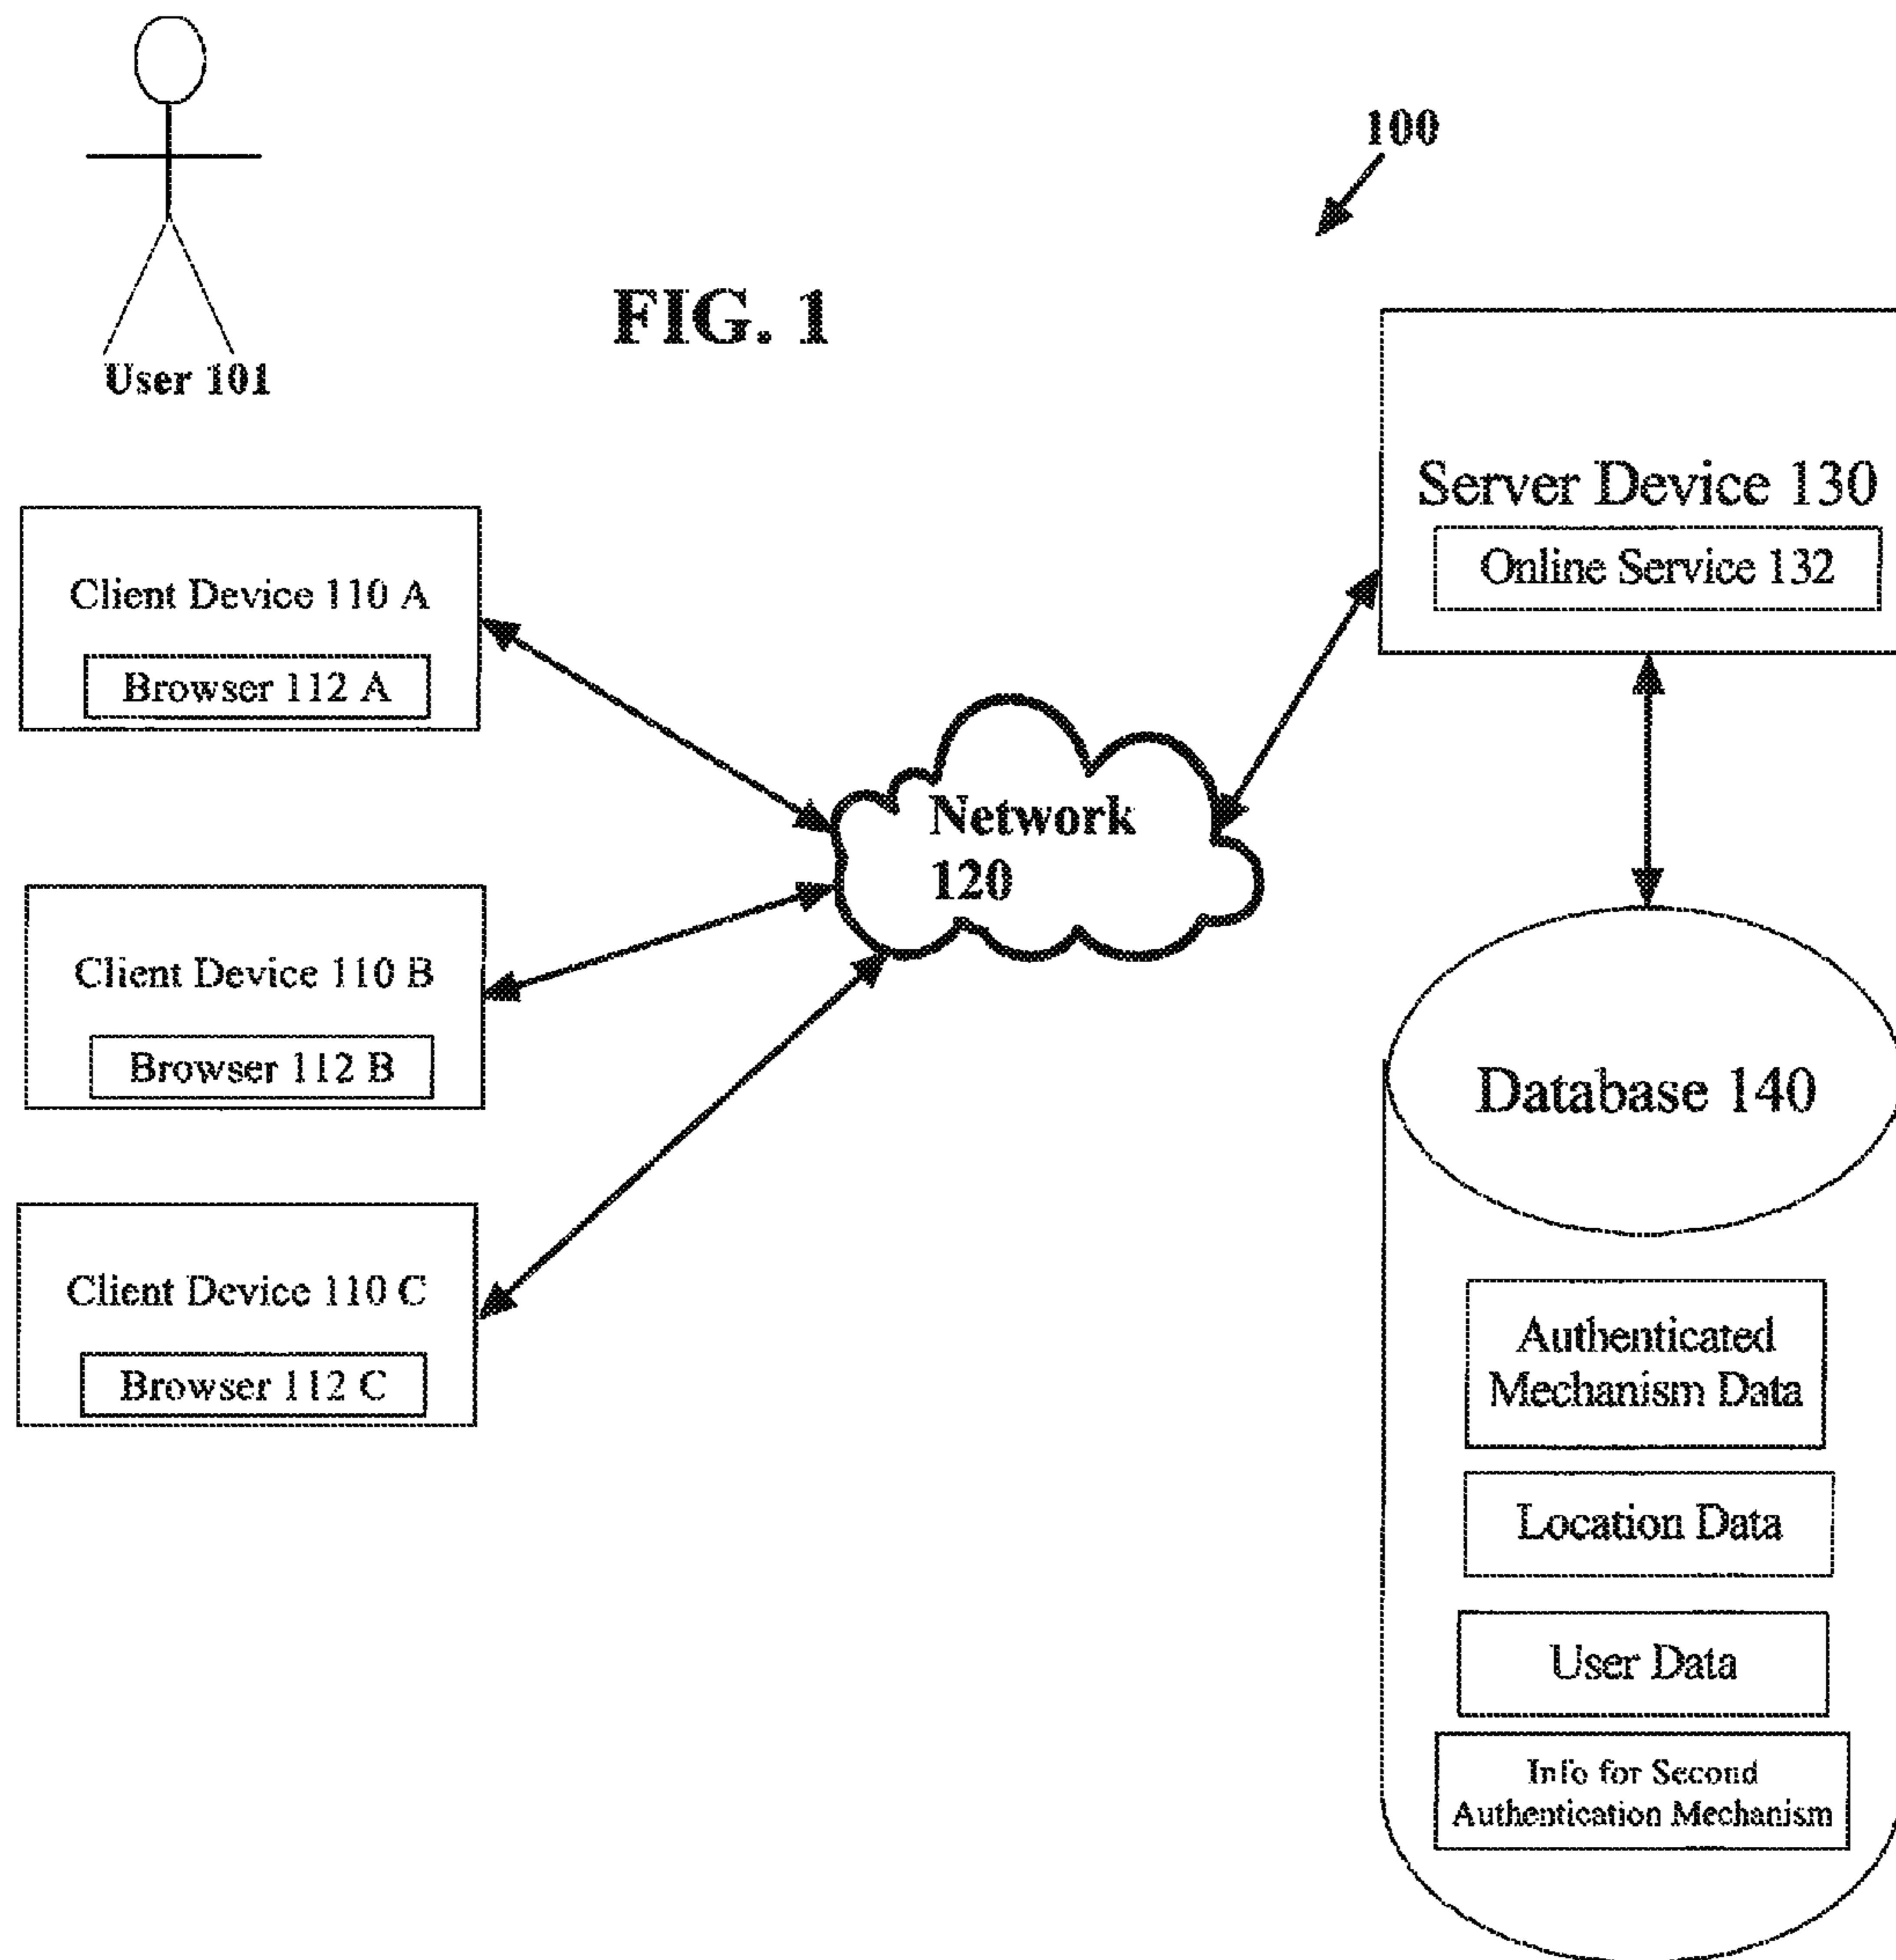 100
FIG. 1
User 101
Server Device 130
Online Service 132
Client Device 110 A
Browser 112 A
Network
120
Client Device 110 B
Browser 112 B
Database 140
Client Device 110 C
Browser 112 C
Authenticated
Mechanism Data
Location Data
User Data
Info for Second
Authentication Mechanism